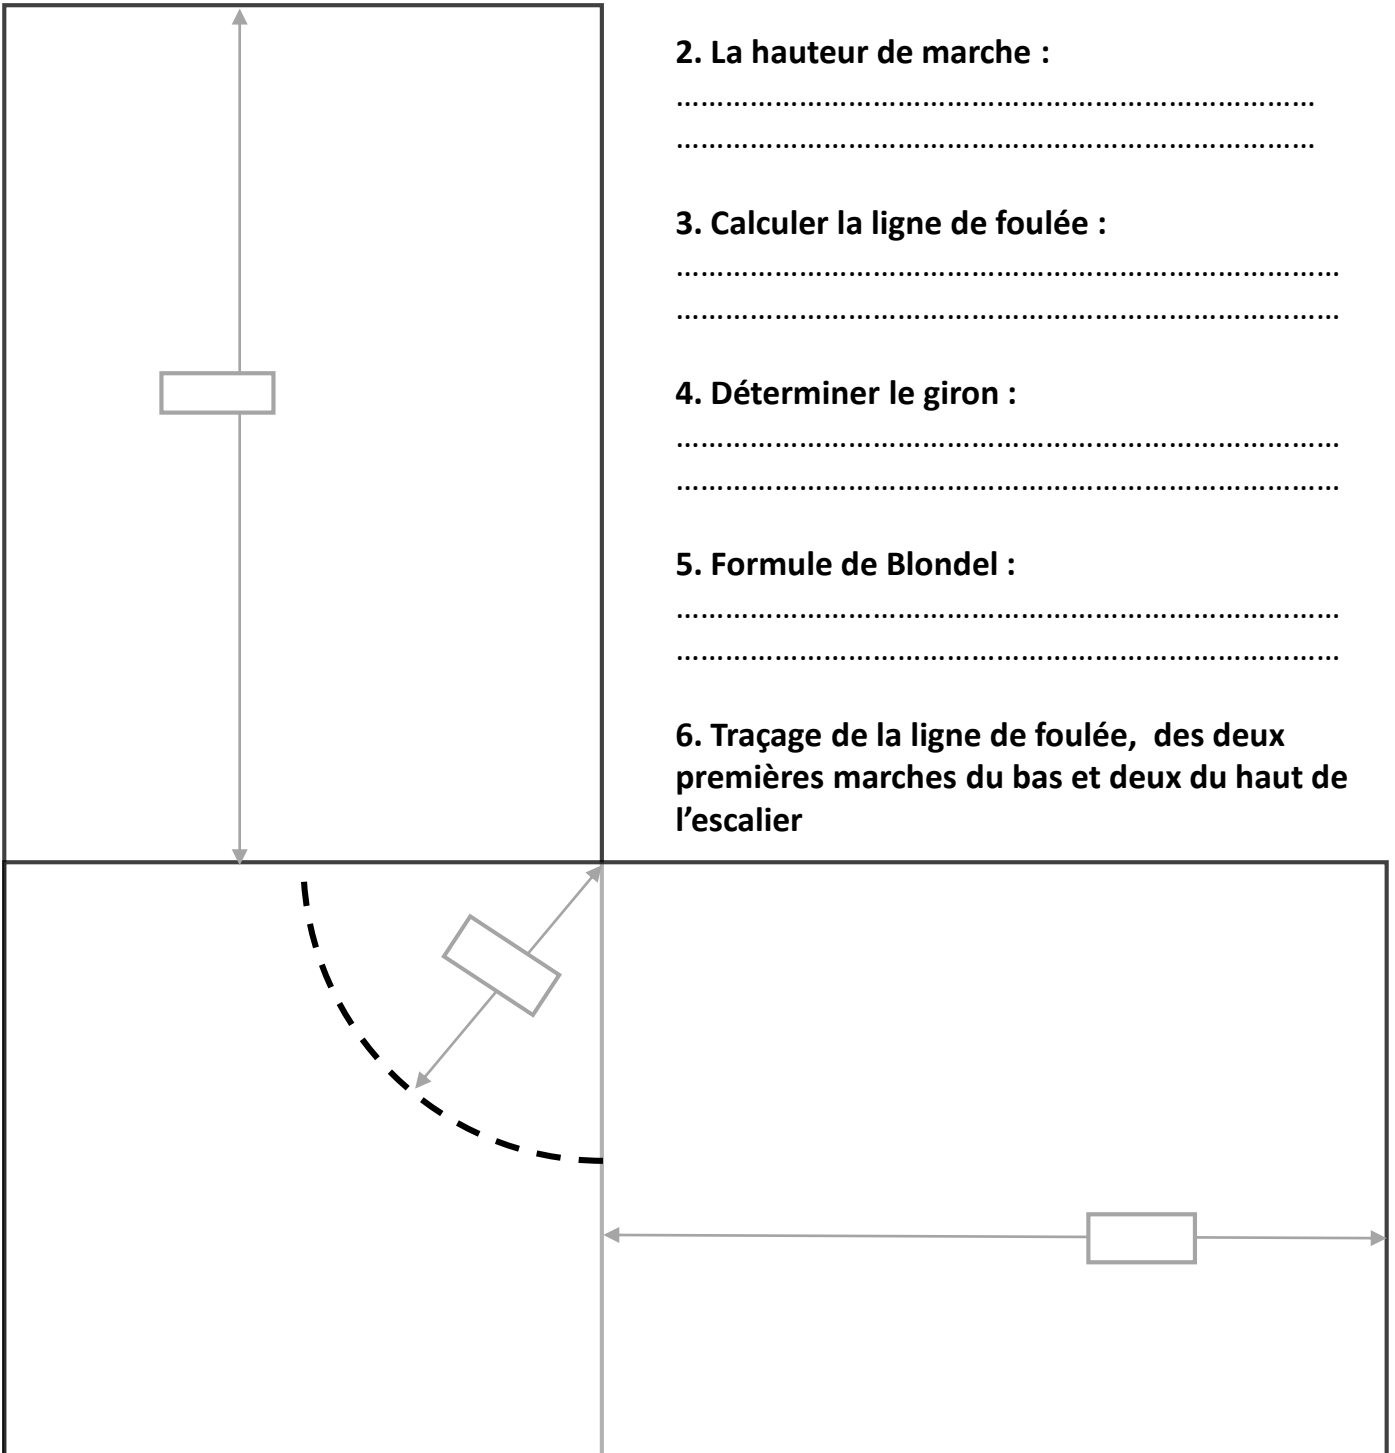 2. La hauteur de marche :
………………………………………………………………………
………………………………………………………………………
3. Calculer la ligne de foulée :
…………………………………………………………………………
…………………………………………………………………………
4. Déterminer le giron :
…………………………………………………………………………
…………………………………………………………………………
5. Formule de Blondel :
…………………………………………………………………………
…………………………………………………………………………
6. Traçage de la ligne de foulée,  des deux
premières marches du bas et deux du haut de
l’escalier